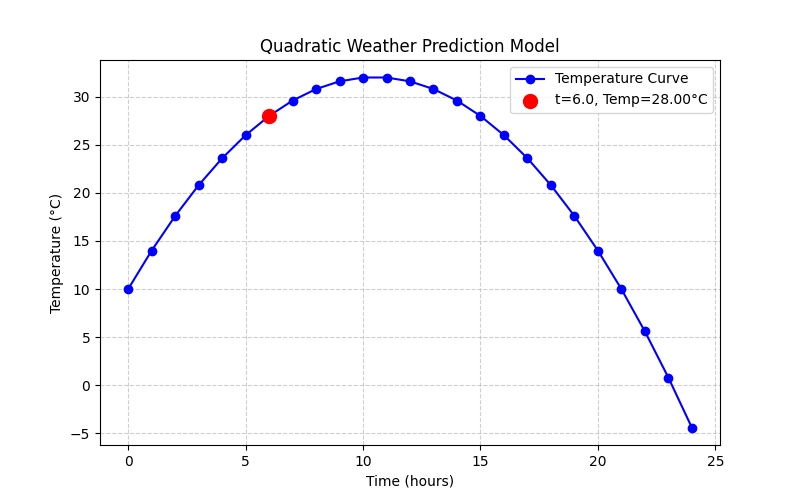 Quadratic Weather Prediction Model
Temperature Curve
t=6.0, Temp=28.00°C
Temperature (°C)
30
25
20
15
10
5
0
−5
0 5 10 15 20 25
Time (hours)